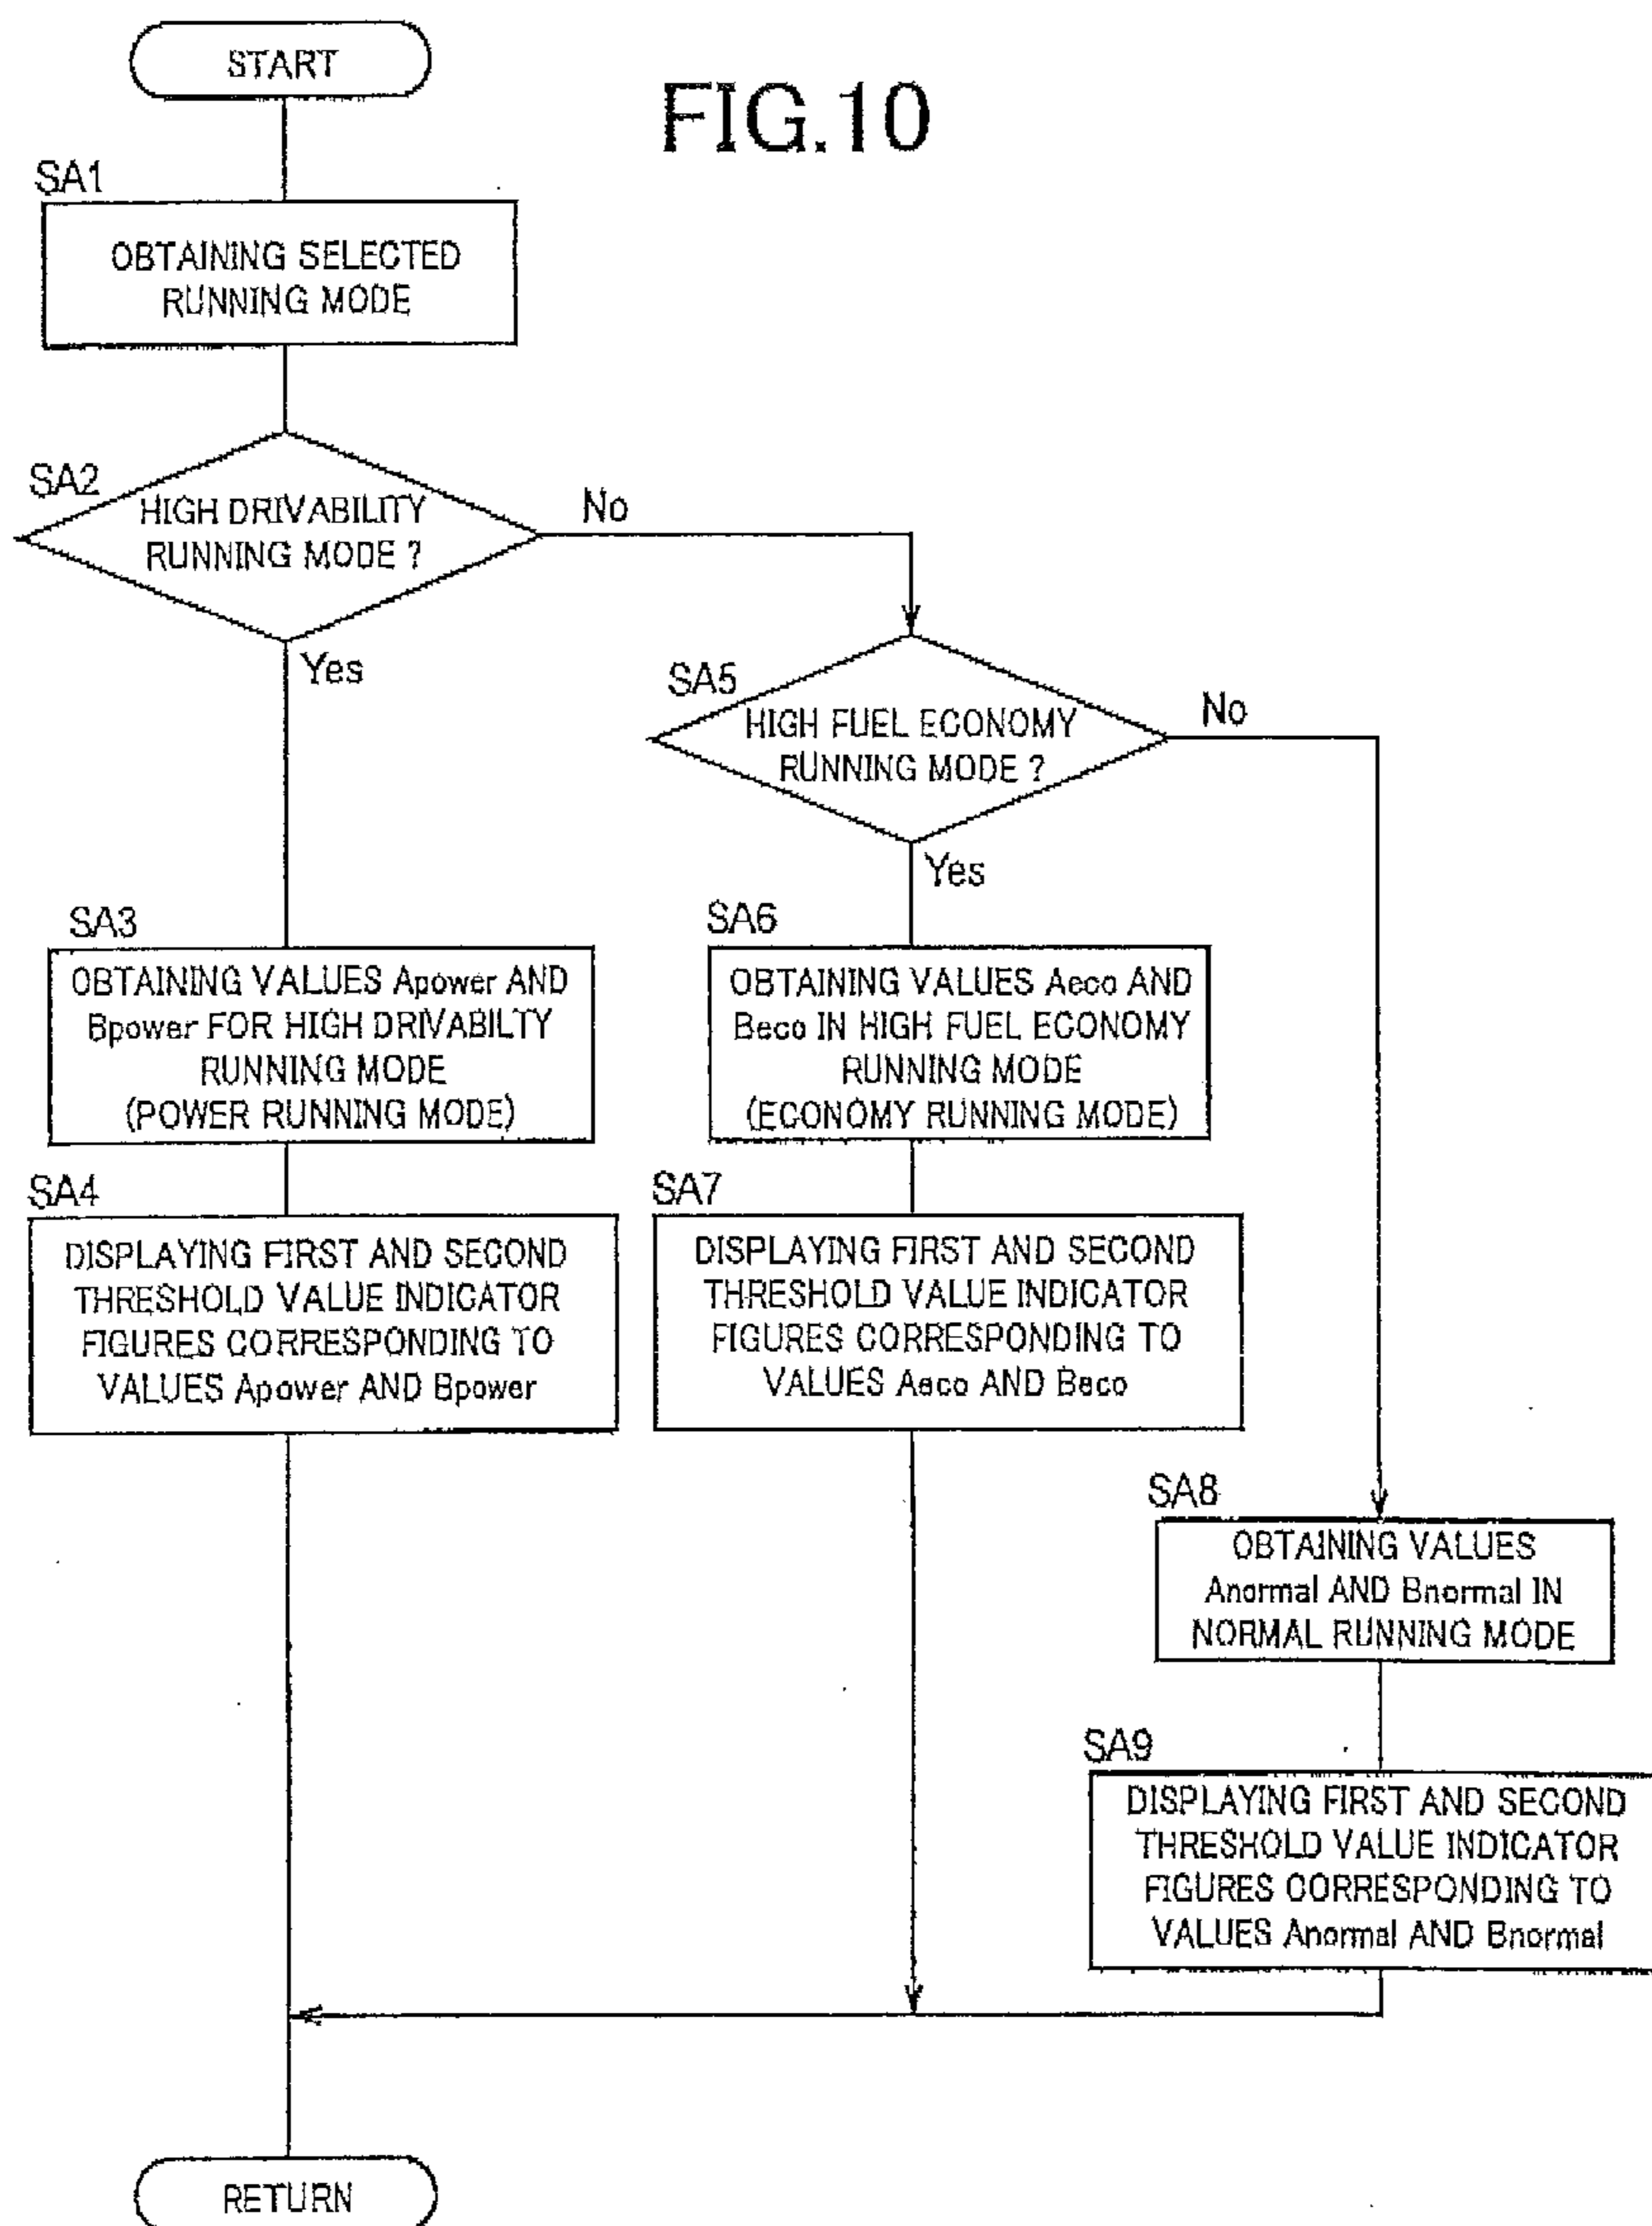 START
FIG.10
SA1
OBTAINING SELECTED
RUNNING MODE
SA2
HIGH DRIVABILITY
RUNNING MODE ?
No
Yes
SA5
HIGH FUEL ECONOMY
RUNNING MODE ?
No
Yes
SA3
OBTAINING VALUES Apower AND
Bpower FOR HIGH DRIVABILTY
RUNNING MODE
(POWER RUNNING MODE)
SA6
OBTAINING VALUES Aeco AND
Beco IN HIGH FUEL ECONOMY
RUNNING MODE
(ECONOMY RUNNING MODE)
SA4
DISPLAYING FIRST AND SECOND
THRESHOLD VALUE INDICATOR
FIGURES CORRESPONDING TO
VALUES Apower AND Bpower
SA7
DISPLAYING FIRST AND SECOND
THRESHOLD VALUE INDICATOR
FIGURES CORRESPONDING TO
VALUES Aeco AND Beco
SA8
OBTAINING VALUES
Anormal AND Bnormal IN
NORMAL RUNNING MODE
SA9
DISPLAYING FIRST AND SECOND
THRESHOLD VALUE INDICATOR
FIGURES CORRESPONDING TO
VALUES Anormal AND Bnormal
RETURN